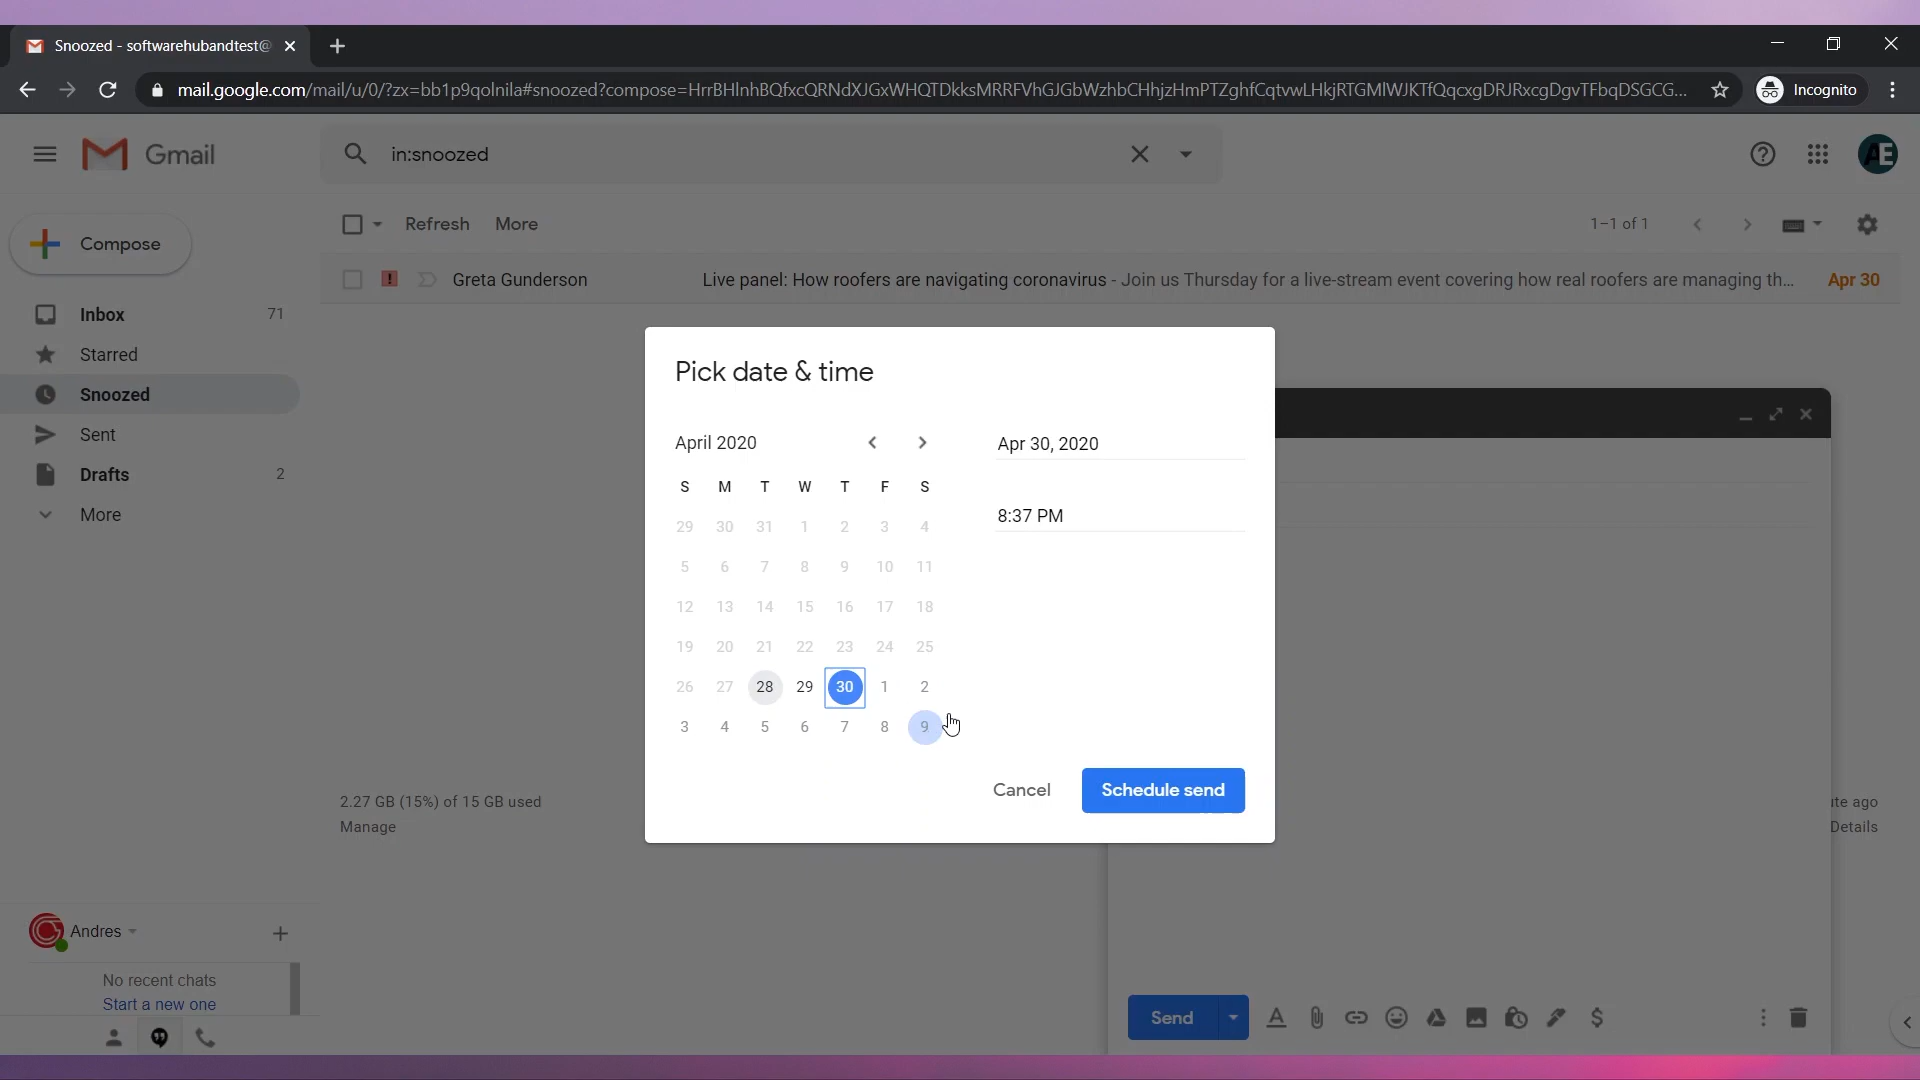 Snoozed - softwarehubandtest@
mail.google.com/mail/u/0/?zx=bb1p9qolnila#snoozed?compose=HrrBHlnhBQfxcQRNdXJGxWHQTDkksMRRFVhGJGbWzhbCHhjzHmPTZghfCqtvwLHkjRTGMlWJKTfQqcxgDRJRxcgDgvTFbqDSGCG...
Incognito
Gmail
in:snoozed
AE
Compose
Refresh More
1–1 of 1
! Greta Gunderson Live panel: How roofers are navigating coronavirus - Join us Thursday for a live-stream event covering how real roofers are managing th... Apr 30
Inbox 71
Starred
Snoozed
Sent
Drafts 2
More
Pick date & time
April 2020
Apr 30, 2020
S M T W T F S
8:37 PM
29 30 31 1 2 3 4
5 6 7 8 9 10 11
12 13 14 15 16 17 18
19 20 21 22 23 24 25
26 27 28 29 30 1 2
3 4 5 6 7 8 9
Cancel Schedule send
2.27 GB (15%) of 15 GB used
Manage
ago
Details
Andres
No recent chats
Start a new one
Send